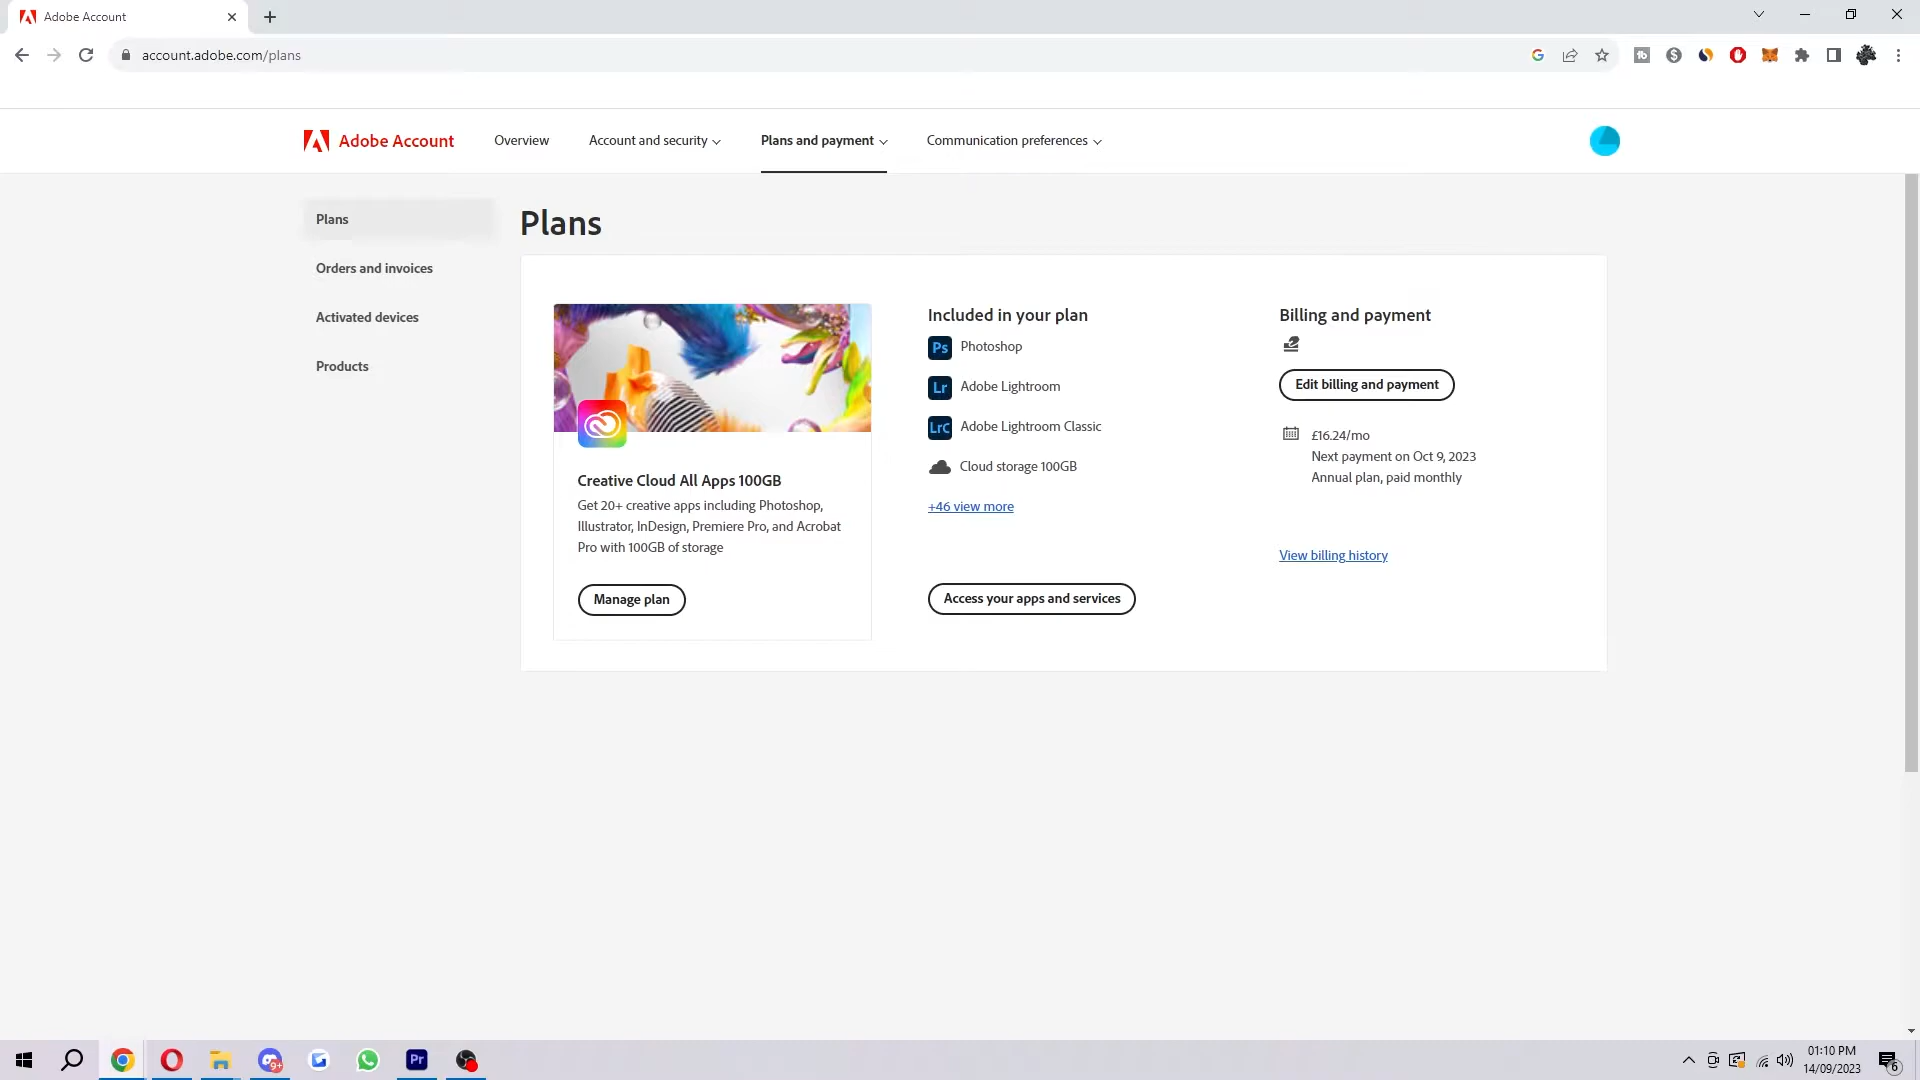 Adobe Account
account.adobe.com/plans
Adobe Account
Overview
Account and security
Plans and payment
Communication preferences
Plans
Orders and invoices
Activated devices
Products
Plans
Creative Cloud All Apps 100GB
Get 20+ creative apps including Photoshop,
Illustrator, InDesign, Premiere Pro, and Acrobat
Pro with 100GB of storage
Manage plan
Included in your plan
Ps Photoshop
Lr Adobe Lightroom
LrC Adobe Lightroom Classic
Cloud storage 100GB
+46 view more
Access your apps and services
Billing and payment
Edit billing and payment
£16.24/mo
Next payment on Oct 9, 2023
Annual plan, paid monthly
View billing history
9+
Pr
01:10 PM
14/09/2023
6